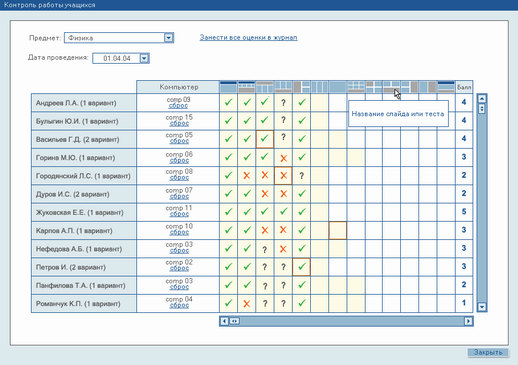 Контроль работы учащихся
Предмет: Физика
Занести все оценки в журнал
Дата проведения: 01.04.04
Компьютер Балл
Андреев Л.А. (1 вариант) comp 09 ? 4
сброс
Название слайда или теста
Булыгин Ю.И. (1 вариант) comp 15 ? 4
сброс
Васильев Г.Д. (2 вариант) comp 05 ? 4
сброс
Горина М.Ю. (1 вариант) comp 06 3
сброс
Городянский Л.С. (1 вариант) comp 08 ? 2
сброс
Дуров И.С. (2 вариант) comp 07 2
сброс
Жуковская Е.Е. (1 вариант) comp 11 5
сброс
Карпов А.П. (1 вариант) comp 10 3
сброс
Нефедова А.Б. (1 вариант) comp 03 ? 3
сброс
Петров И. (2 вариант) comp 02 ? ? 3
сброс
Панфилова Т.А. (1 вариант) comp 03 ? ? 2
сброс
Романчук К.П. (1 вариант) comp 04 ? ? 1
сброс
Закрыть